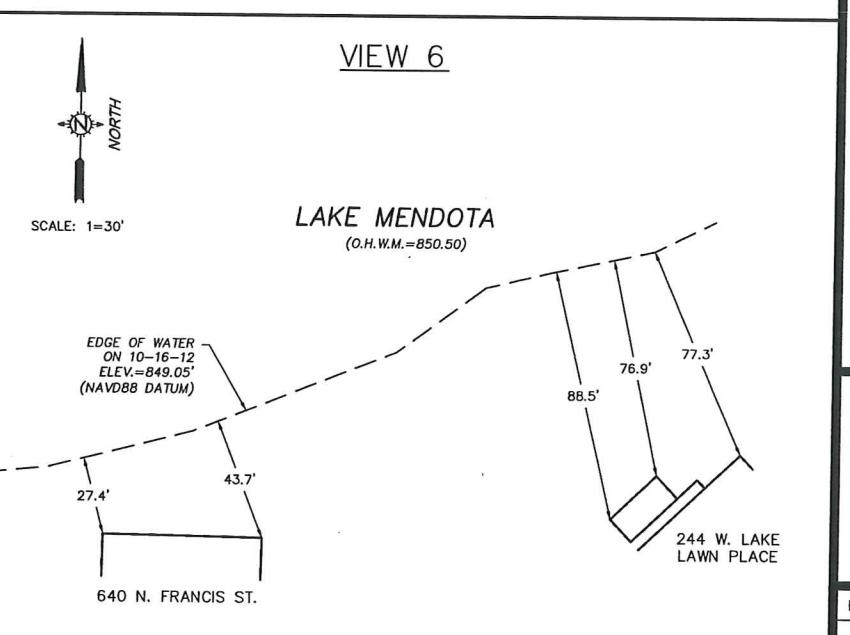 VIEW 6
N
NORTH
SCALE: 1=30'
LAKE MENDOTA
(O.H.W.M.=850.50)
EDGE OF WATER
ON 10-16-12
ELEV.=849.05'
(NAVD88 DATUM)
27.4'
43.7'
88.5'
76.9'
77.3'
640 N. FRANCIS ST.
244 W. LAKE
LAWN PLACE